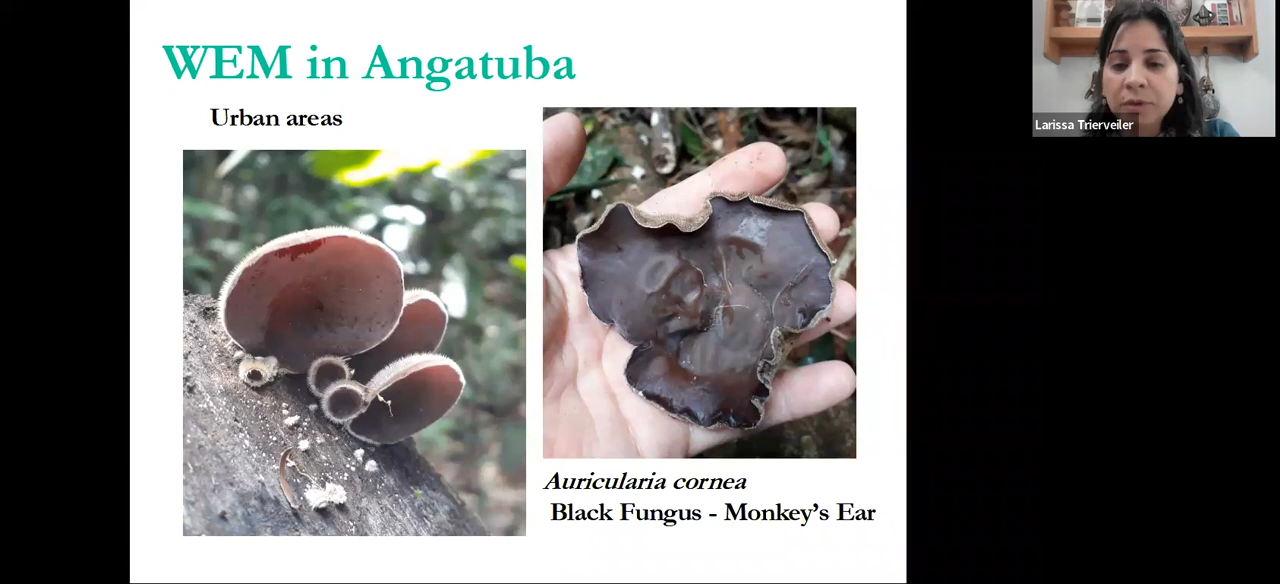 WEM in Angatuba
Urban areas
Auricularia cornea
Black Fungus - Monkey's Ear
Larissa Trierveiler